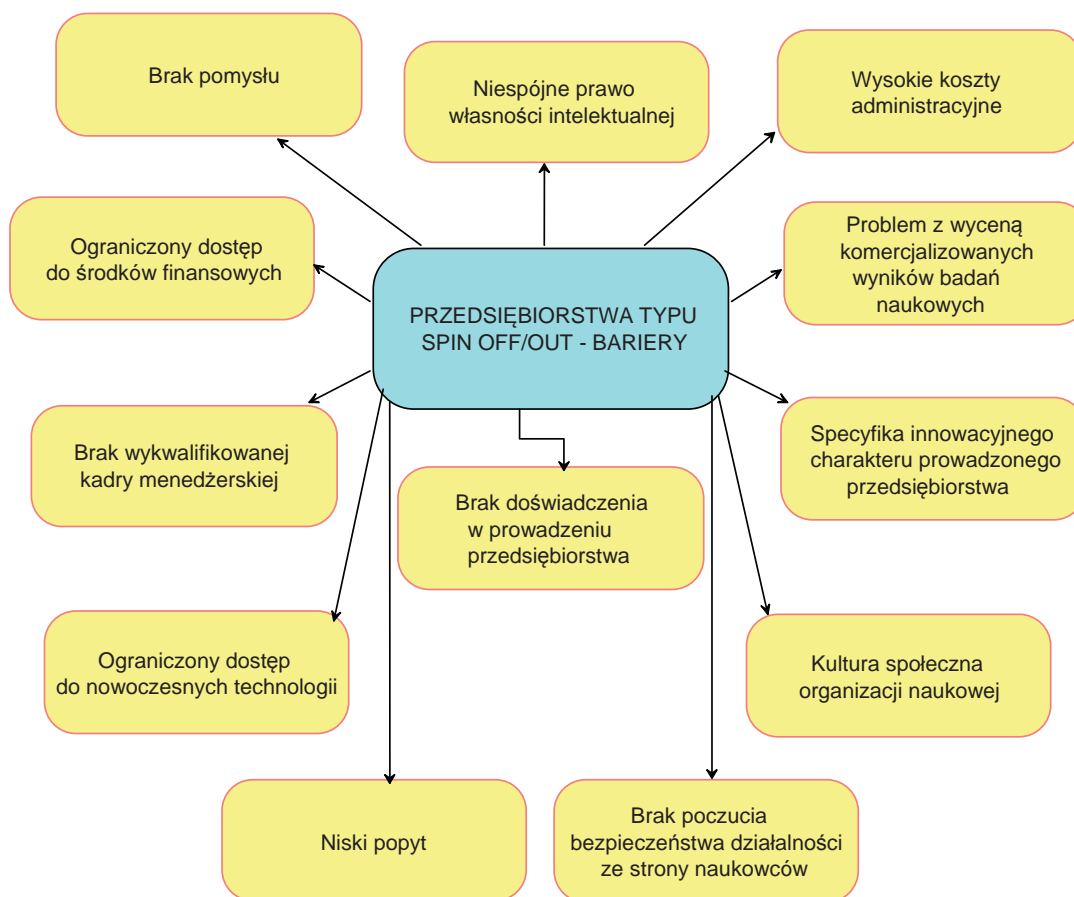 Brak pomysłu
Niespójne prawo
własności intelektualnej
Wysokie koszty
administracyjne
Ograniczony dostęp
do środków finansowych
Problem z wyceną
komercjalizowanych
wyników badań
naukowych
PRZEDSIĘBIORSTWA TYPU
SPIN OFF/OUT - BARIERY
Brak wykwalifikowanej
kadry menedżerskiej
Brak doświadczenia
w prowadzeniu
przedsiębiorstwa
Specyfika innowacyjnego
charakteru prowadzonego
przedsiębiorstwa
Ograniczony dostęp
do nowoczesnych technologii
Kultura społeczna
organizacji naukowej
Niski popyt
Brak poczucia
bezpieczeństwa działalności
ze strony naukowców